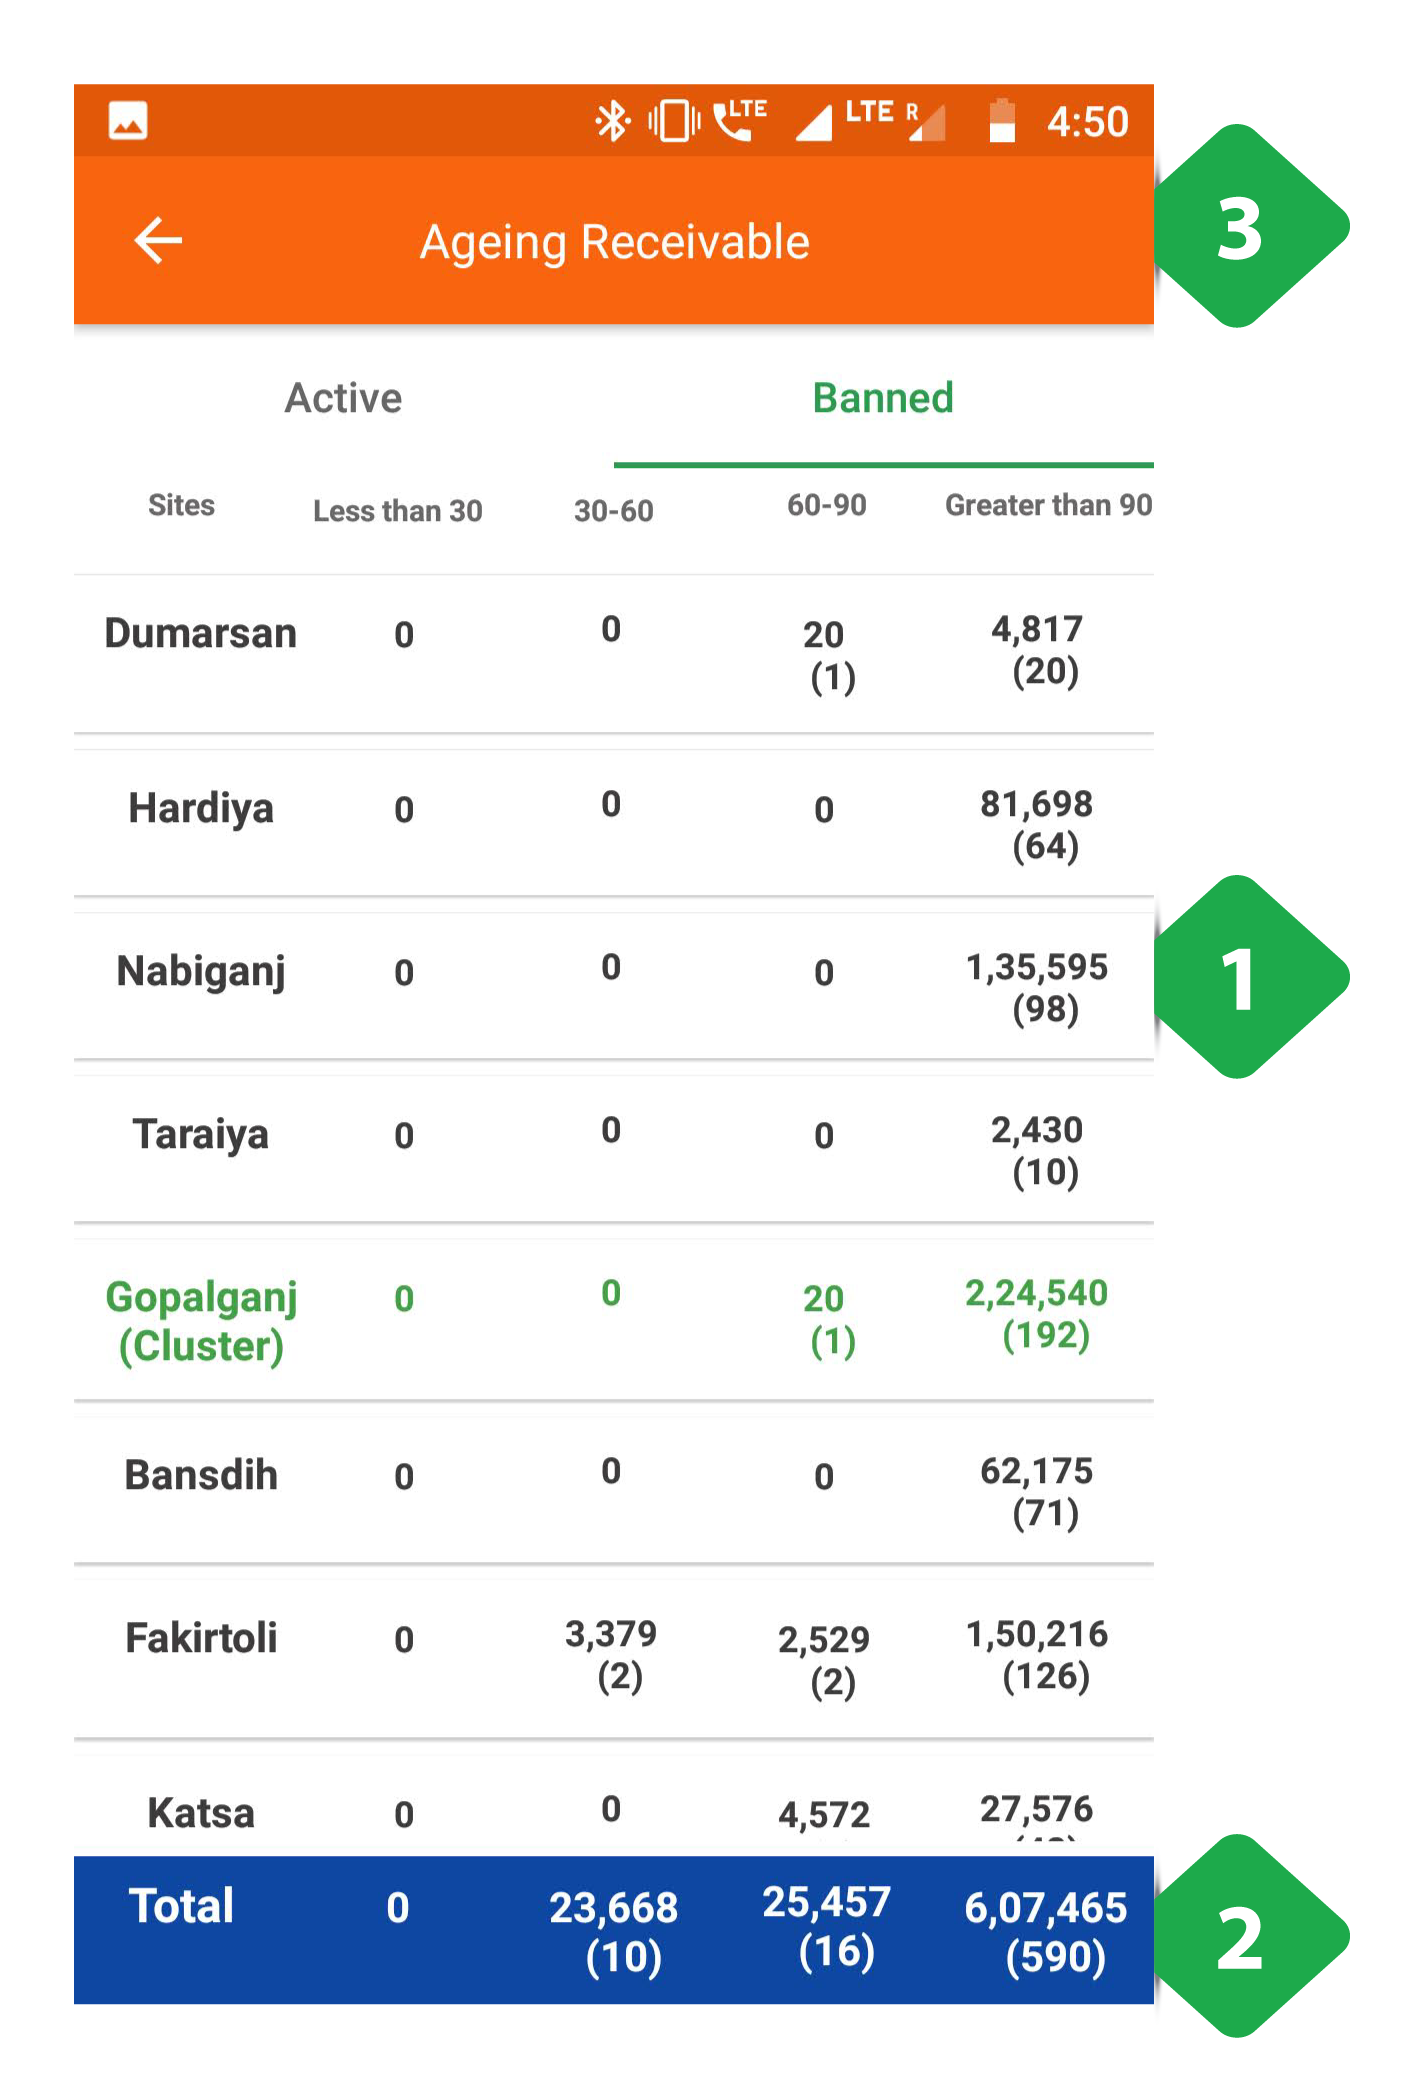 LTE LTE R 4:50
Ageing Receivable
3
Active Banned
Sites Less than 30 30-60 60-90 Greater than 90
Dumarsan 0 0 20 4,817
(1) (20)
Hardiya 0 0 0 81,698
(64)
Nabiganj 0 0 0 1,35,595
(98)
1
Taraiya 0 0 0 2,430
(10)
Gopalganj 0 0 20 2,24,540
(Cluster) (1) (192)
Bansdih 0 0 0 62,175
(71)
Fakirtoli 0 3,379 2,529 1,50,216
(2) (2) (126)
Katsa 0 0 4,572 27,576
Total 0 23,668 25,457 6,07,465
(10) (16) (590)
2